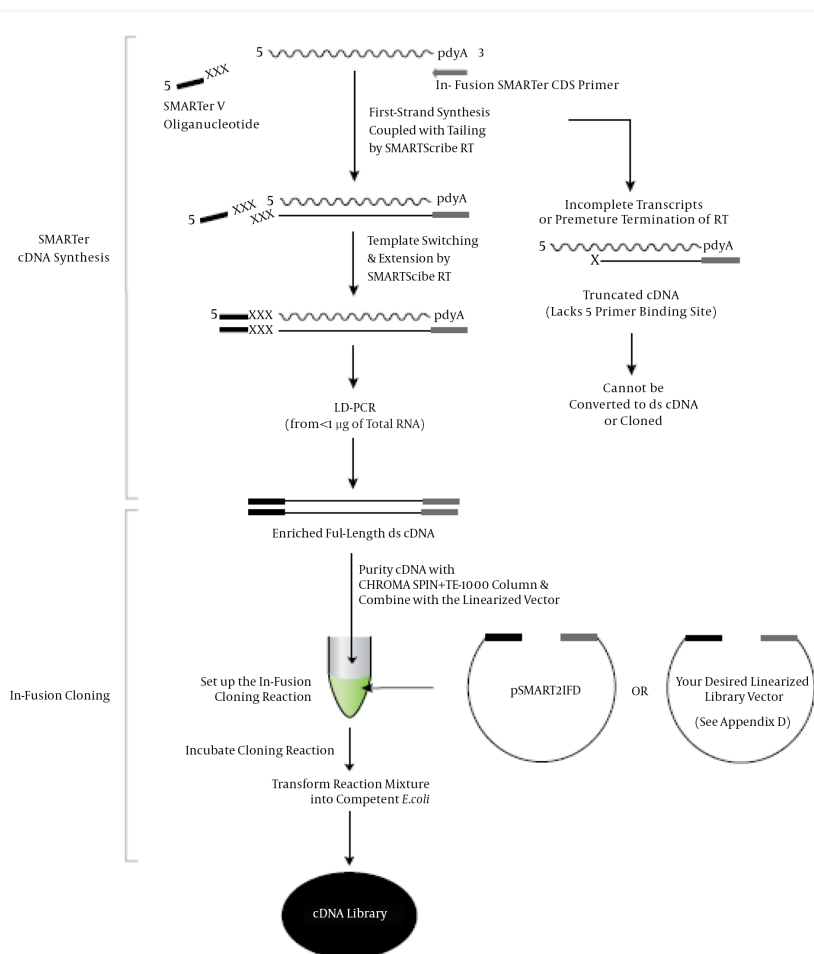 5 pdyA 3
XXX
5
In- Fusion SMARTer CDS Primer
SMARTer V
Oliganucleotide
First-Strand Synthesis
Coupled with Tailing
by SMARTScribe RT
Incomplete Transcripts
or Premeture Termination of RT
5 pdyA
X
Truncated cDNA
(Lacks 5 Primer Binding Site)
Cannot be
Converted to ds cDNA
or Cloned
5 XXX 5 pdyA
XXX
SMARTer
cDNA Synthesis
Template Switching
& Extension by
SMARTScibe RT
5 XXX pdyA
XXX
LD-PCR
(from<1 μg of Total RNA)
Enriched Ful-Length ds cDNA
Purity cDNA with
CHROMA SPIN+TE-1000 Column &
Combine with the Linearized Vector
In-Fusion Cloning
Set up the In-Fusion
Cloning Reaction
pSMART2IFD
OR
Your Desired Linearized
Library Vector
(See Appendix D)
Incubate Cloning Reaction
Transform Reaction Mixture
into Competent E.coli
cDNA Library